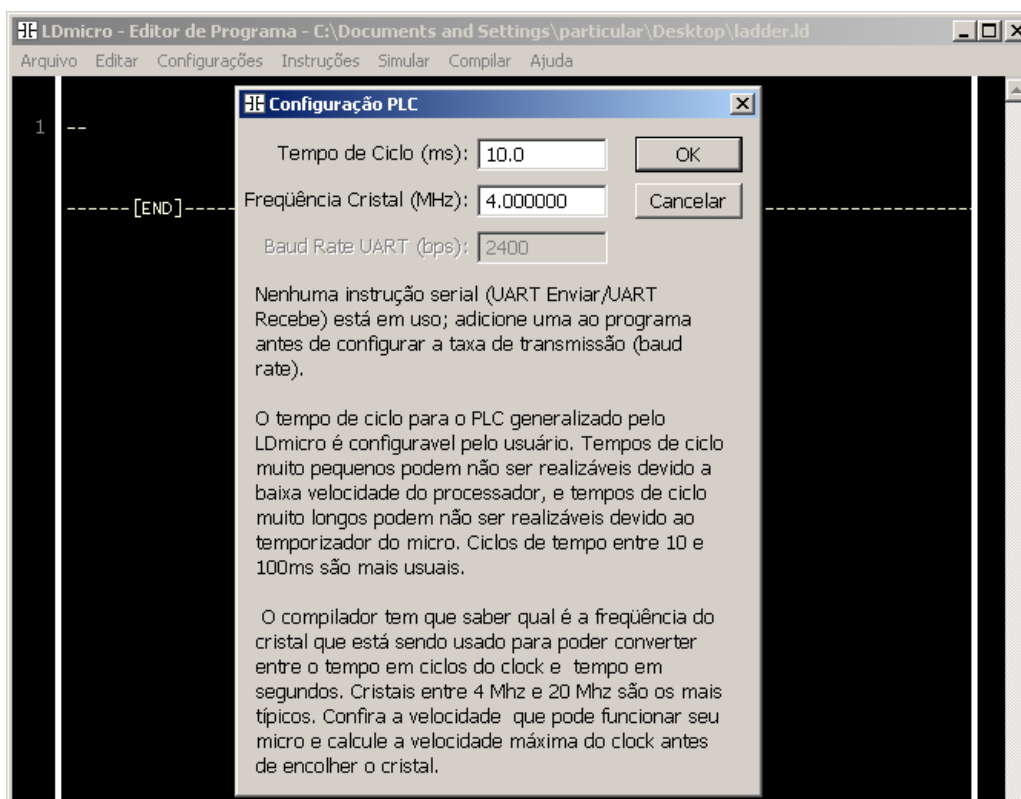 LDmicro - Editor de Programa - C:\Documents and Settings\particular\Desktop\ladder.ld
Arquivo Editar Configurações Instruções Simular Compilar Ajuda
Configuração PLC
1 --
Tempo de Ciclo (ms): 10.0 OK
Freqüência Cristal (MHz): 4.000000 Cancelar
------[END]-----
Baud Rate UART (bps): 2400
Nenhuma instrução serial (UART Enviar/UART
Recebe) está em uso; adicione uma ao programa
antes de configurar a taxa de transmissão (baud
rate).
O tempo de ciclo para o PLC generalizado pelo
LDmicro é configuravel pelo usuário. Tempos de ciclo
muito pequenos podem não ser realizáveis devido a
baixa velocidade do processador, e tempos de ciclo
muito longos podem não ser realizáveis devido ao
temporizador do micro. Ciclos de tempo entre 10 e
100ms são mais usuais.
O compilador tem que saber qual é a freqüência do
cristal que está sendo usado para poder converter
entre o tempo em ciclos do clock e tempo em
segundos. Cristais entre 4 Mhz e 20 Mhz são os mais
típicos. Confira a velocidade que pode funcionar seu
micro e calcule a velocidade máxima do clock antes
de encolher o cristal.